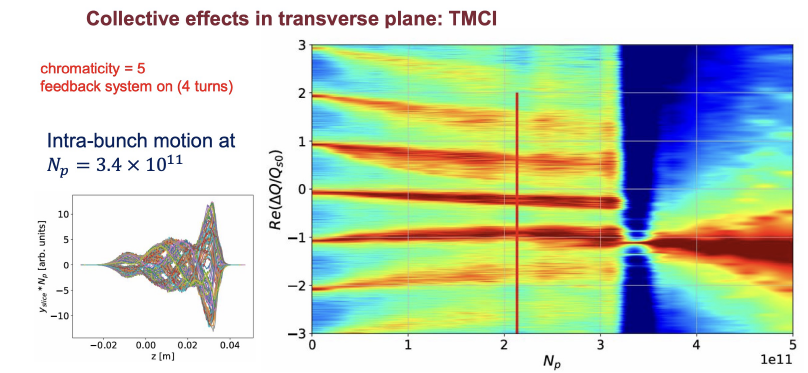 Collective effects in transverse plane: TMCI
chromaticity = 5
feedback system on (4 turns)
Intra-bunch motion at
N_p = 3.4 × 10^11
10
5
0
−5
−10
y_slice * N_p [arb. units]
−0.02 0.00 0.02 0.04
z [m]
3
2
1
0
−1
−2
−3
Re(ΔQ/Q_s0)
0 1 2 3 4 5
1e11
N_p